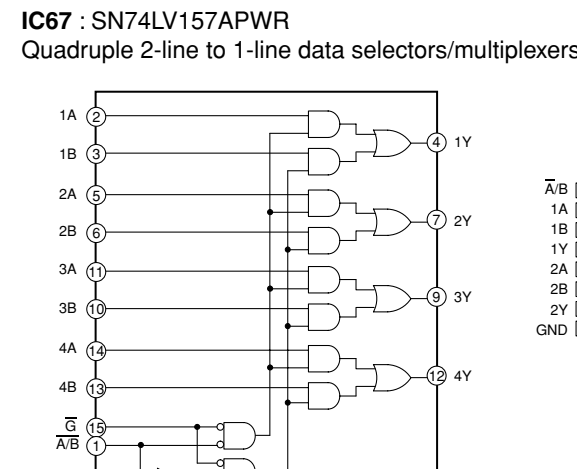 IC67 : SN74LV157APWR
Quadruple 2-line to 1-line data selectors/multiplexers
1A 2
1B 3
4 1Y
2A 5
2B 6
7 2Y
3A 11
3B 10
9 3Y
4A 14
4B 13
12 4Y
G̅ 15
A̅/̅B̅ 1
A̅/B
1A
1B
1Y
2A
2B
2Y
GND